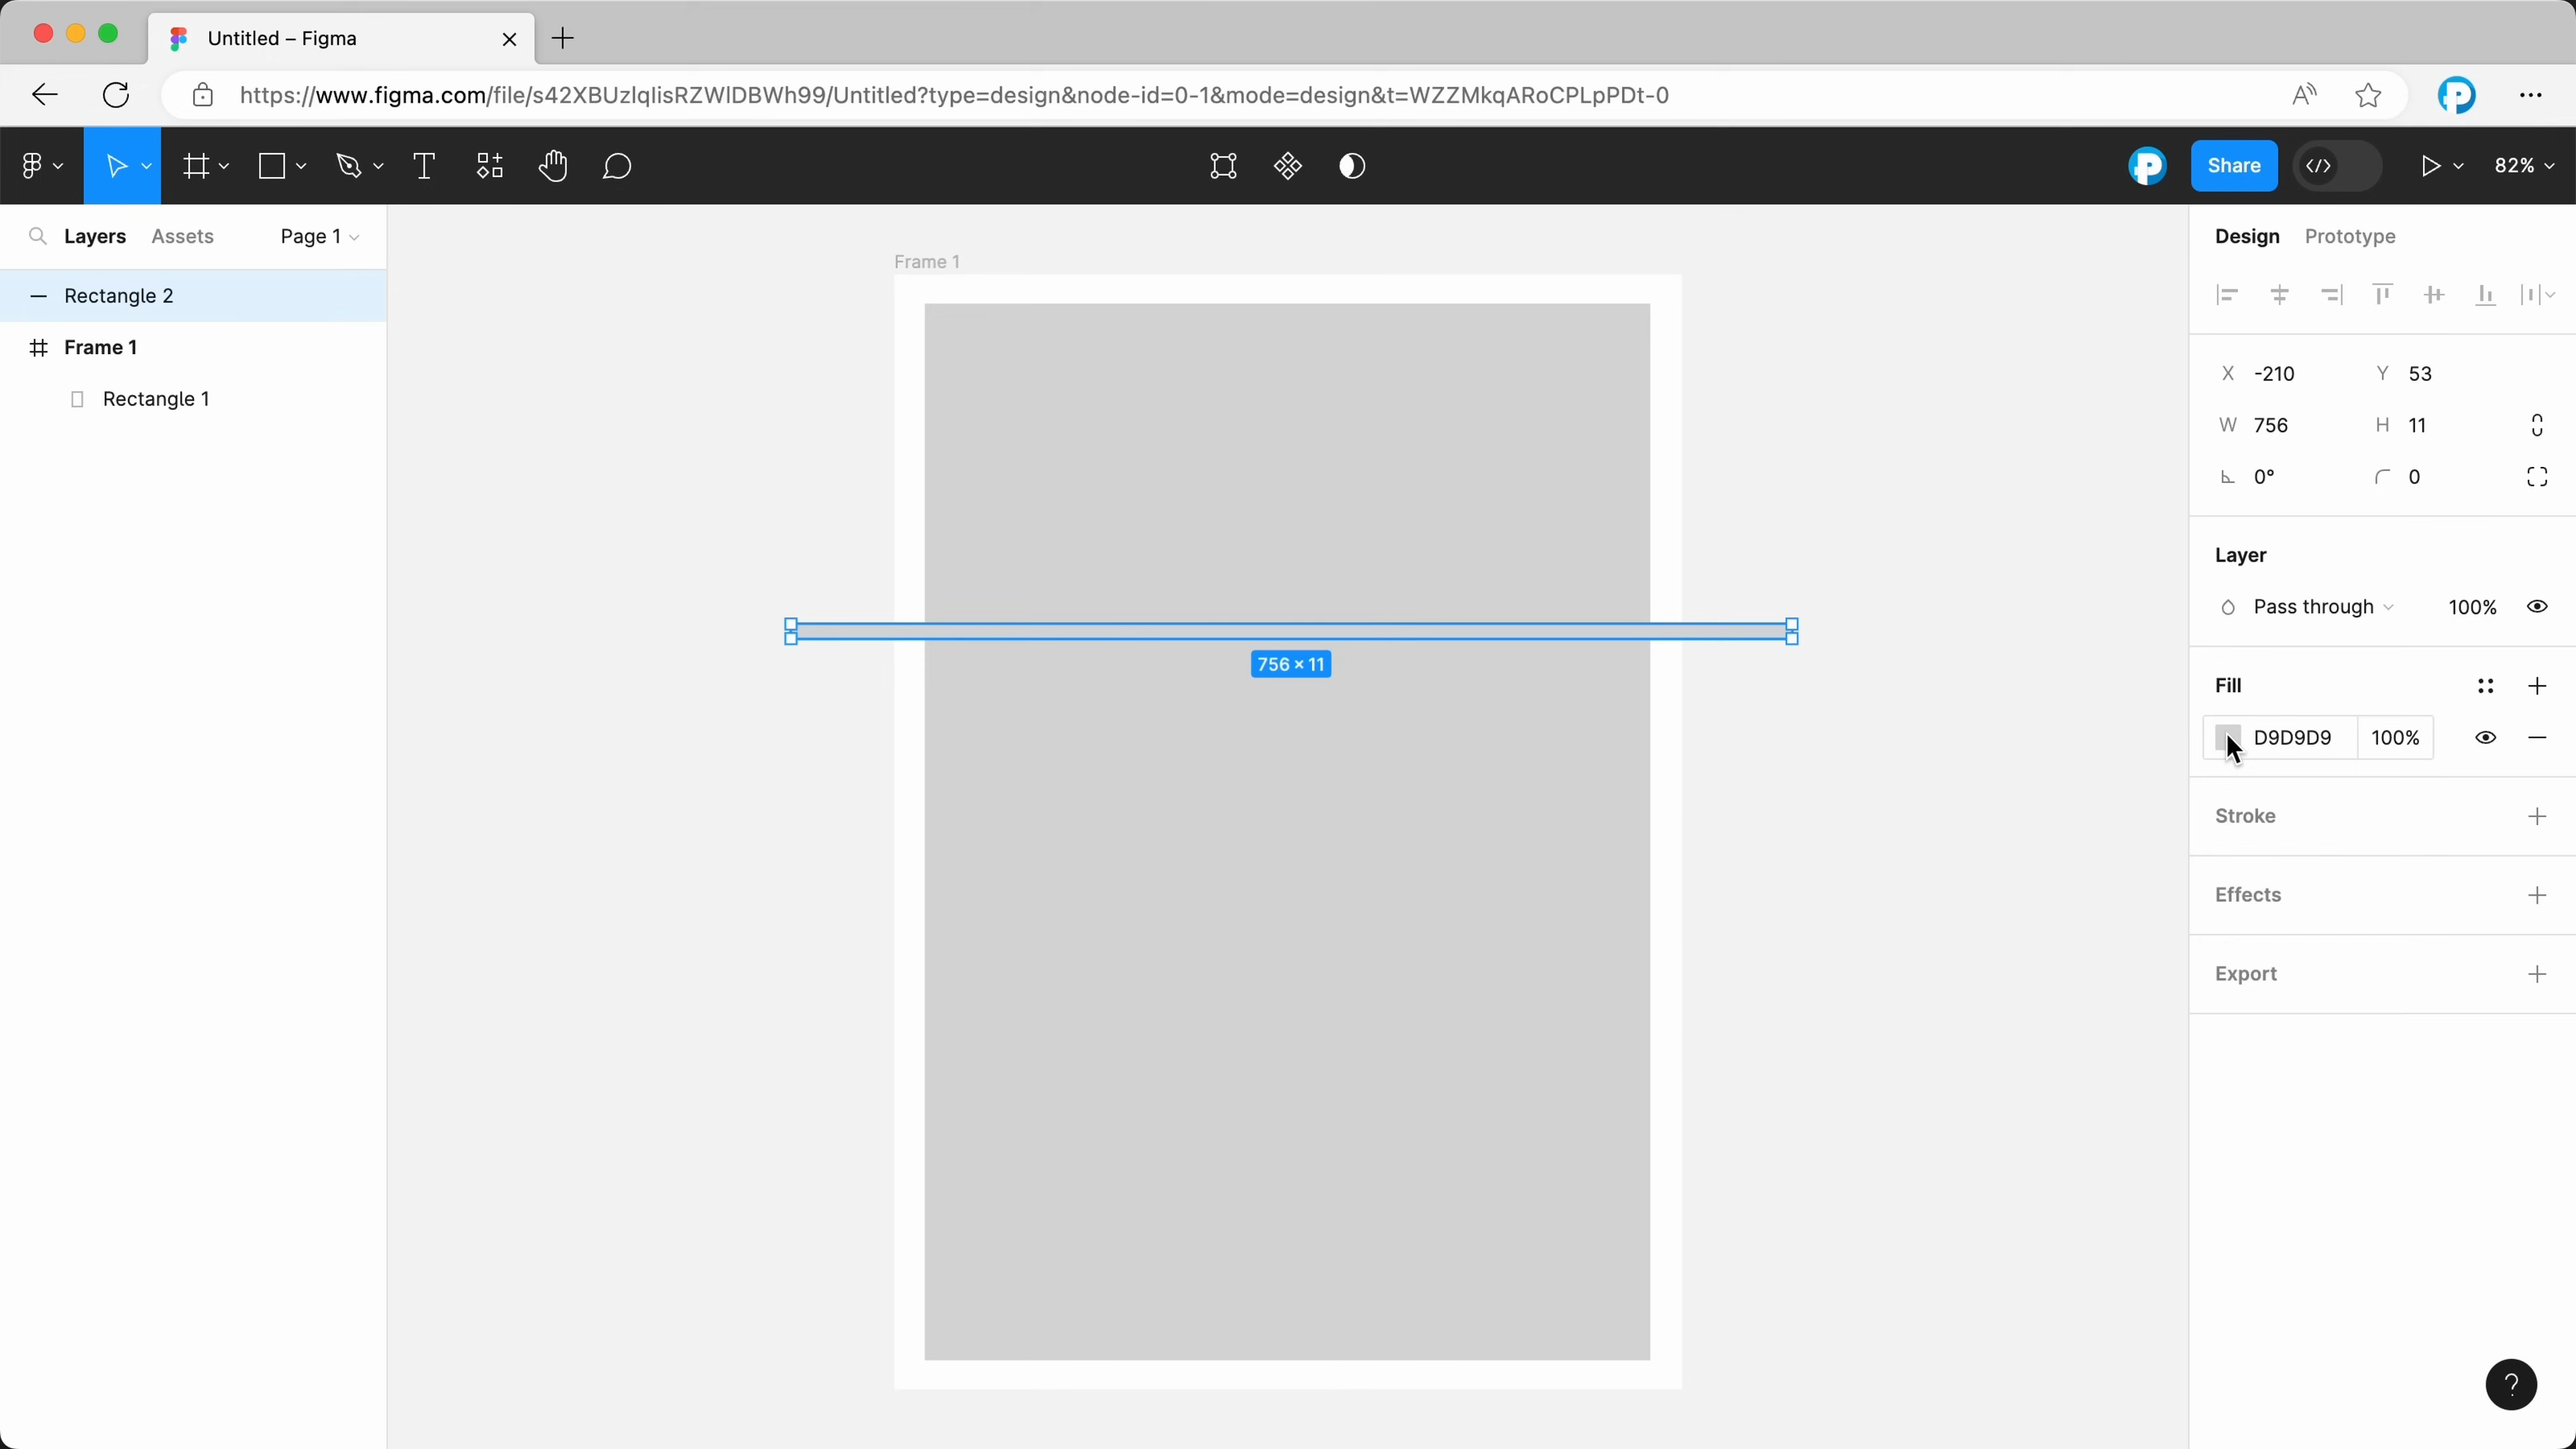 Untitled – Figma
https://www.figma.com/file/s42XBUzlqlisRZWlDBWh99/Untitled?type=design&node-id=0-1&mode=design&t=WZZMkqARoCPLpPDt-0
Share
82%
Layers
Assets
Page 1
Design
Prototype
Rectangle 2
Frame 1
Rectangle 1
Frame 1
756 × 11
X -210 Y 53
W 756 H 11
0° 0
Layer
Pass through 100%
Fill
D9D9D9 100%
Stroke
Effects
Export
?